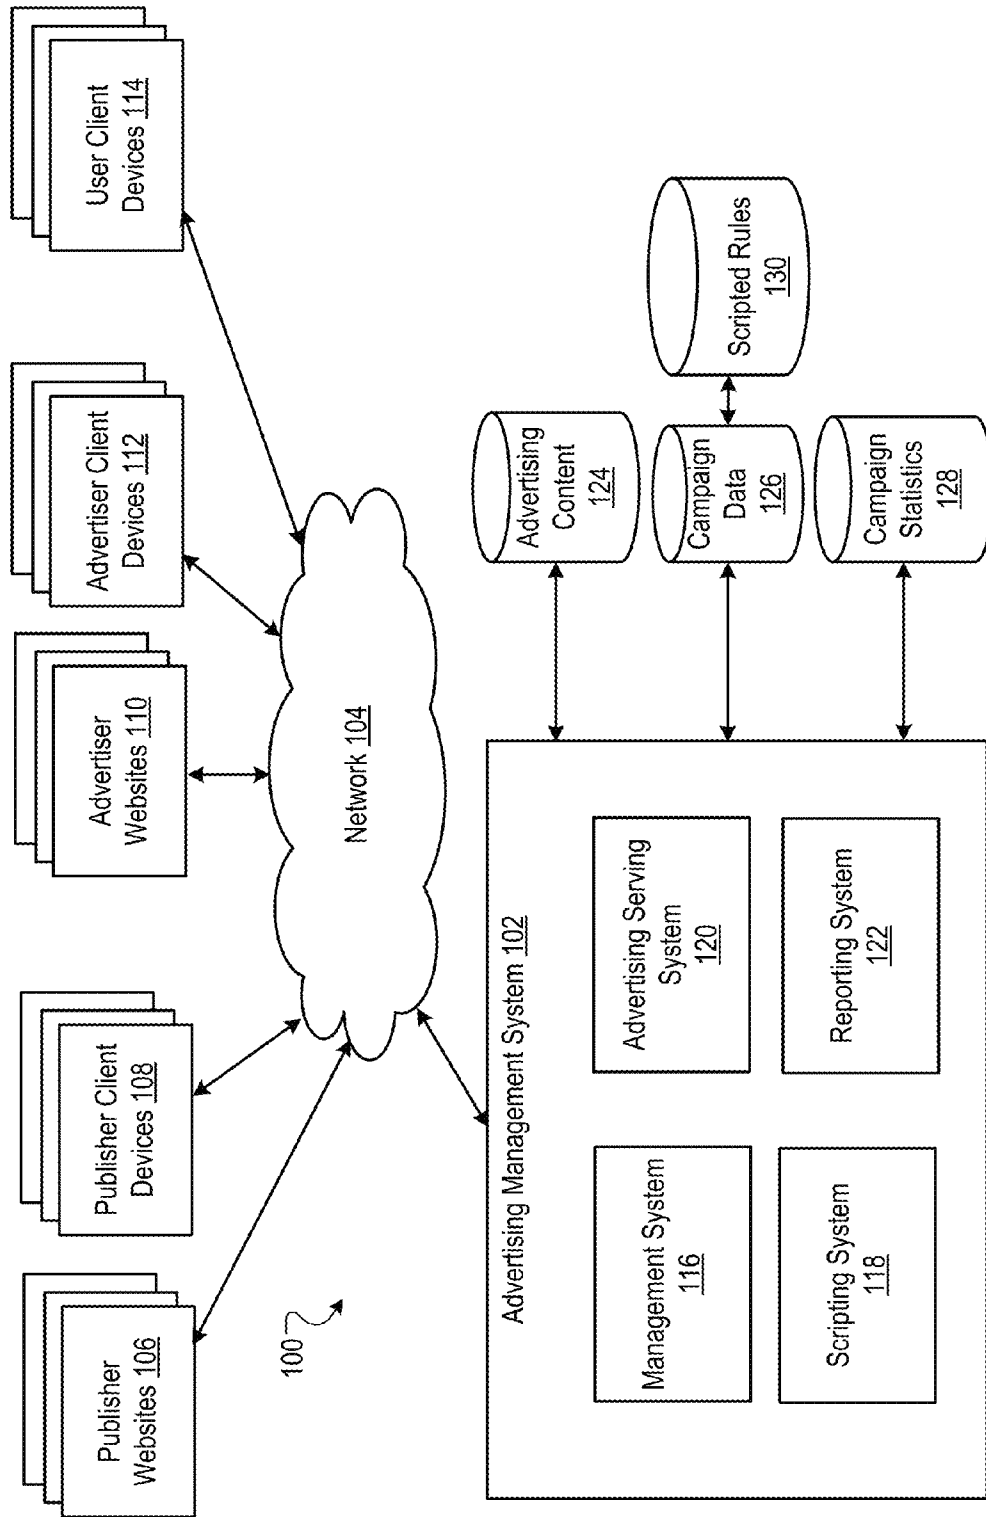 Publisher
Websites 106
Publisher Client
Devices 108
Advertiser
Websites 110
Advertiser Client
Devices 112
User Client
Devices 114
100
Network 104
Advertising Management System 102
Management System
116
Advertising Serving
System
120
Scripting System
118
Reporting System
122
Advertising
Content
124
Campaign
Data
126
Campaign
Statistics
128
Scripted Rules
130